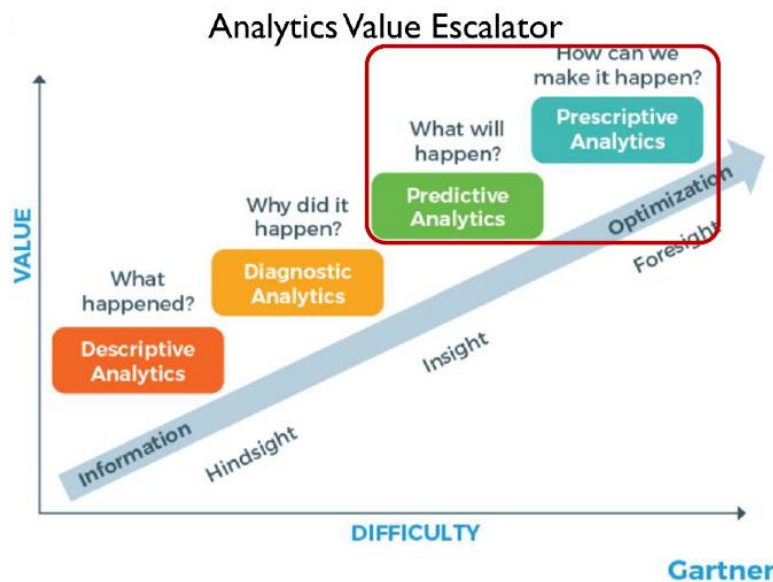 Analytics Value Escalator
How can we
make it happen?
Prescriptive
Analytics
What will
happen?
Predictive
Analytics
Why did it
happen?
Diagnostic
Analytics
What
happened?
Descriptive
Analytics
VALUE
Information
Hindsight
Insight
Foresight
Optimization
DIFFICULTY
Gartner